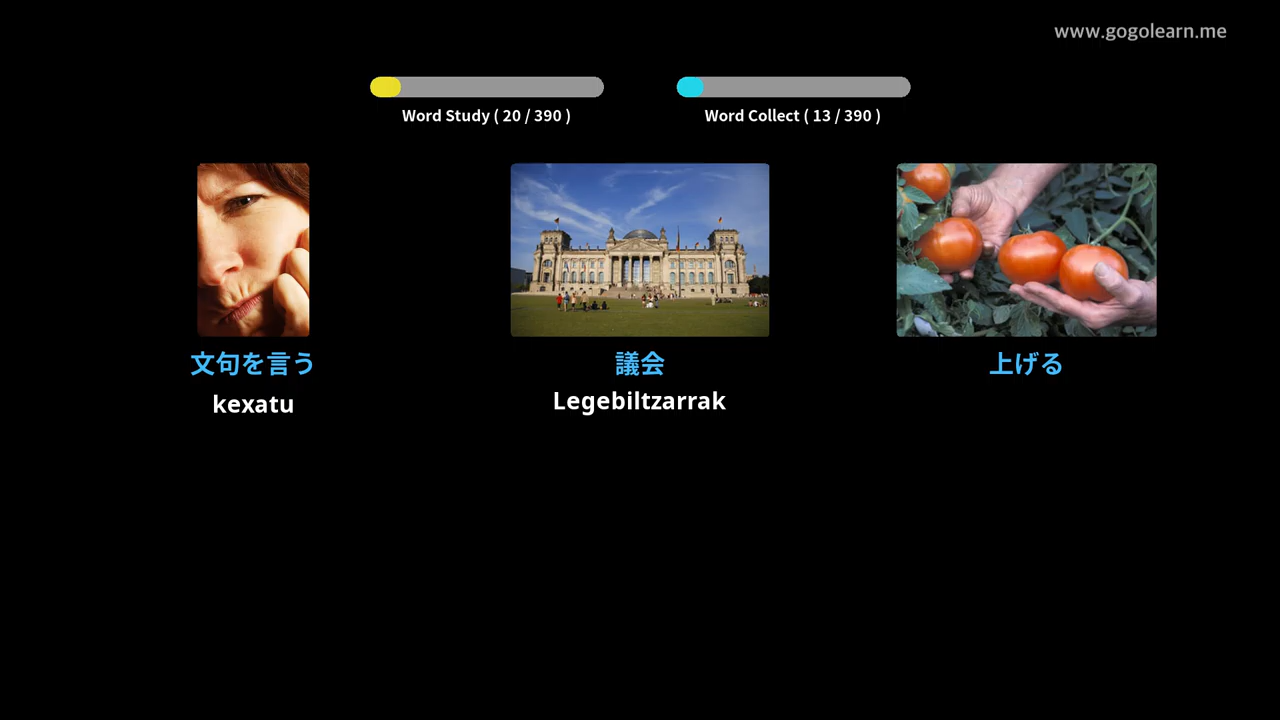 www.gogolearn.me
Word Study ( 20 / 390 )
Word Collect ( 13 / 390 )
文句を言う
議会
上げる
kexatu
Legebiltzarrak